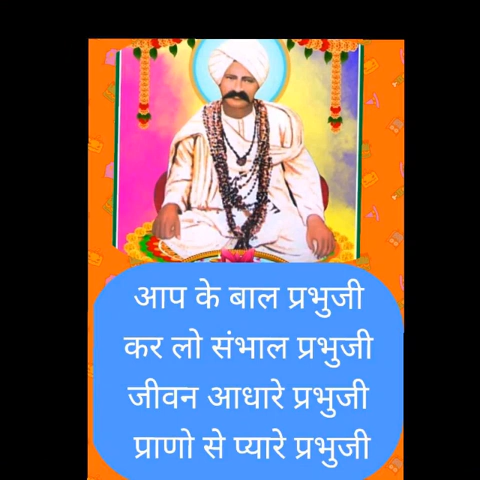 आप के बाल प्रभुजी
कर लो संभाल प्रभुजी
जीवन आधारे प्रभुजी
प्राणो से प्यारे प्रभुजी